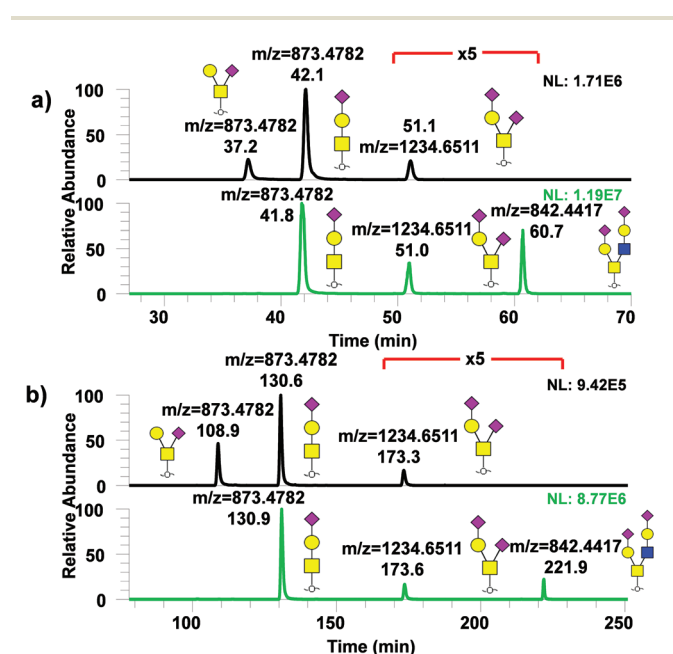 m/z=873.4782
42.1
x5
NL: 1.71E6
a)
100
50
0
m/z=873.4782
37.2
51.1
m/z=1234.6511
Relative Abundance
m/z=873.4782
41.8
NL: 1.19E7
m/z=1234.6511
51.0
m/z=842.4417
60.7
100
50
0
30 40 50 60 70
Time (min)
m/z=873.4782
130.6
x5
NL: 9.42E5
b)
100
50
0
m/z=873.4782
108.9
m/z=1234.6511
173.3
Relative Abundance
m/z=873.4782
130.9
NL: 8.77E6
m/z=1234.6511
173.6
m/z=842.4417
221.9
100
50
0
100 150 200 250
Time (min)